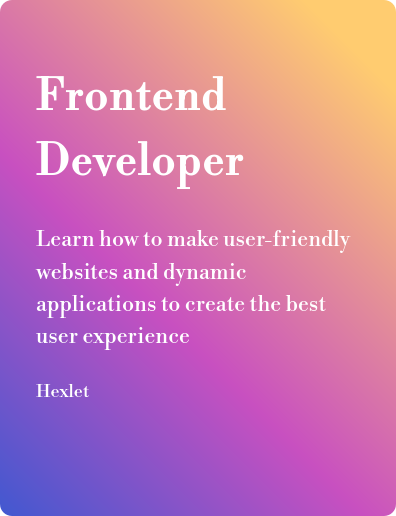 Frontend
Developer
Learn how to make user-friendly
websites and dynamic
applications to create the best
user experience
Hexlet